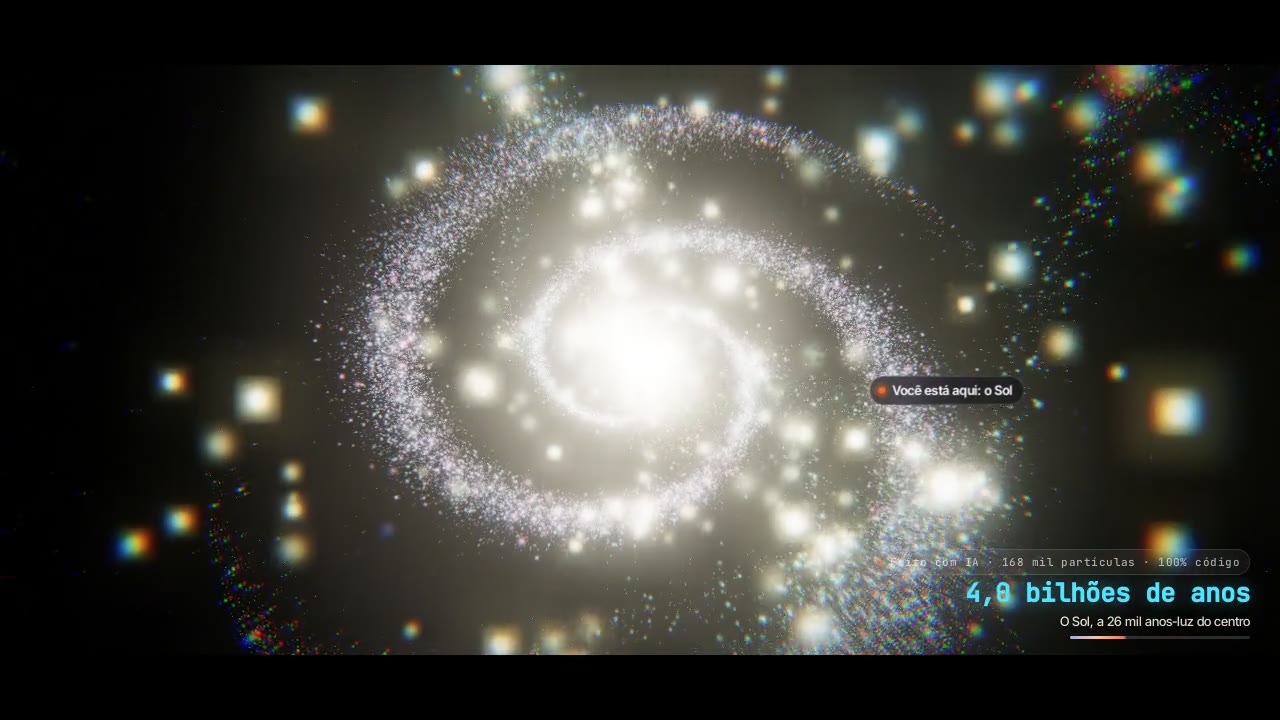 Você está aqui: o Sol
Feito com IA · 168 mil partículas · 100% código
4,0 bilhões de anos
O Sol, a 26 mil anos-luz do centro